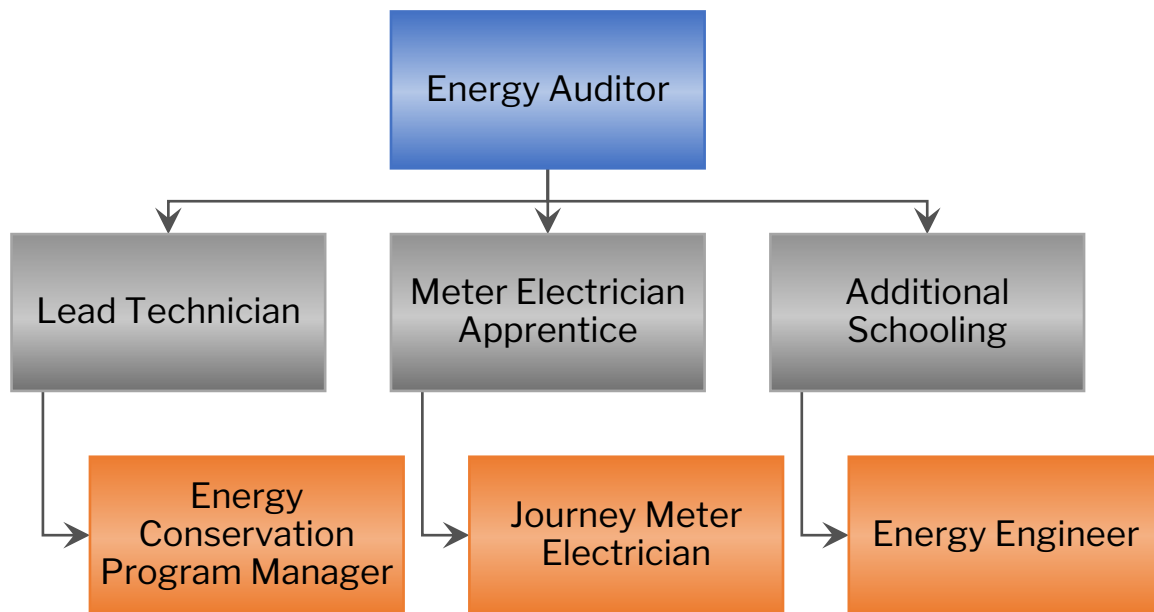 Energy Auditor
Lead Technician
Meter Electrician
Apprentice
Additional
Schooling
Energy
Conservation
Program Manager
Journey Meter
Electrician
Energy Engineer